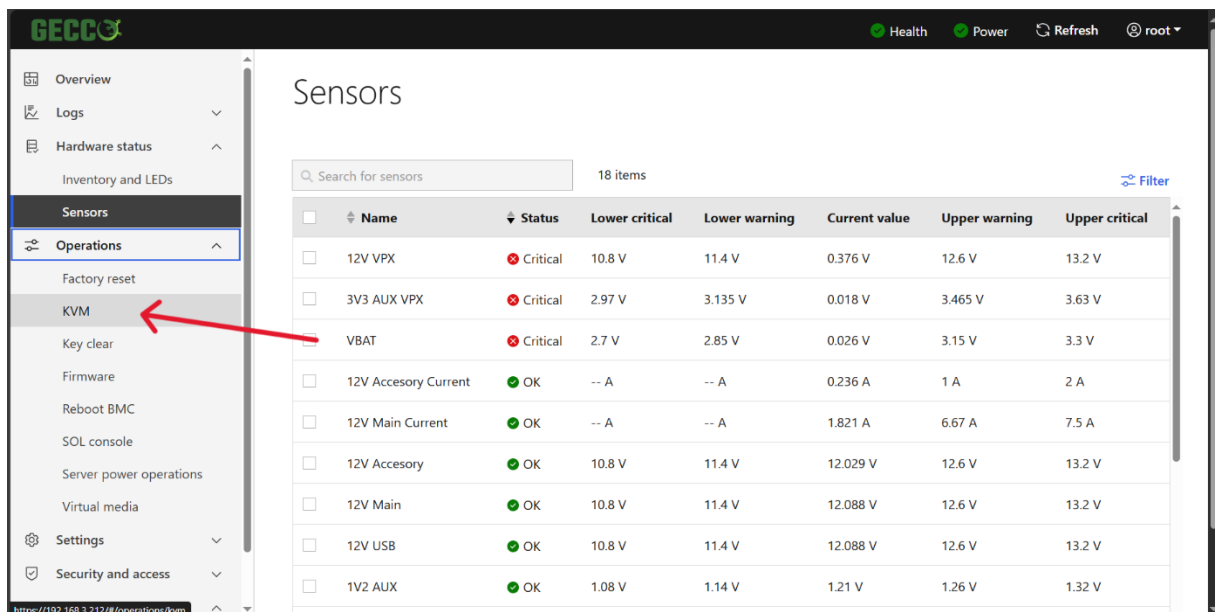 GECCO
Health Power Refresh root
Overview
Logs
Hardware status
Inventory and LEDs
Sensors
Operations
Factory reset
KVM
Key clear
Firmware
Reboot BMC
SOL console
Server power operations
Virtual media
Settings
Security and access
https://192.168.3.212/#/operations/kvm
Sensors
Search for sensors 18 items Filter
Name Status Lower critical Lower warning Current value Upper warning Upper critical
12V VPX Critical 10.8 V 11.4 V 0.376 V 12.6 V 13.2 V
3V3 AUX VPX Critical 2.97 V 3.135 V 0.018 V 3.465 V 3.63 V
VBAT Critical 2.7 V 2.85 V 0.026 V 3.15 V 3.3 V
12V Accesory Current OK -- A -- A 0.236 A 1 A 2 A
12V Main Current OK -- A -- A 1.821 A 6.67 A 7.5 A
12V Accesory OK 10.8 V 11.4 V 12.029 V 12.6 V 13.2 V
12V Main OK 10.8 V 11.4 V 12.088 V 12.6 V 13.2 V
12V USB OK 10.8 V 11.4 V 12.088 V 12.6 V 13.2 V
1V2 AUX OK 1.08 V 1.14 V 1.21 V 1.26 V 1.32 V